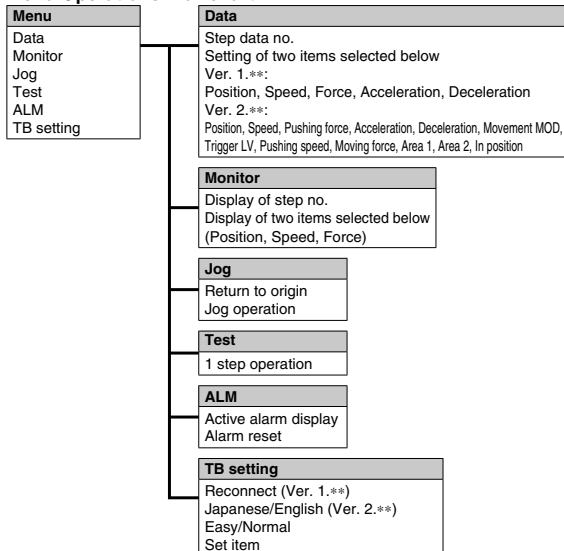 Menu
Data
Monitor
Jog
Test
ALM
TB setting
Data
Step data no.
Setting of two items selected below
Ver. 1.∗∗:
Position, Speed, Force, Acceleration, Deceleration
Ver. 2.∗∗:
Position, Speed, Pushing force, Acceleration, Deceleration, Movement MOD,
Trigger LV, Pushing speed, Moving force, Area 1, Area 2, In position
Monitor
Display of step no.
Display of two items selected below
(Position, Speed, Force)
Jog
Return to origin
Jog operation
Test
1 step operation
ALM
Active alarm display
Alarm reset
TB setting
Reconnect (Ver. 1.∗∗)
Japanese/English (Ver. 2.∗∗)
Easy/Normal
Set item